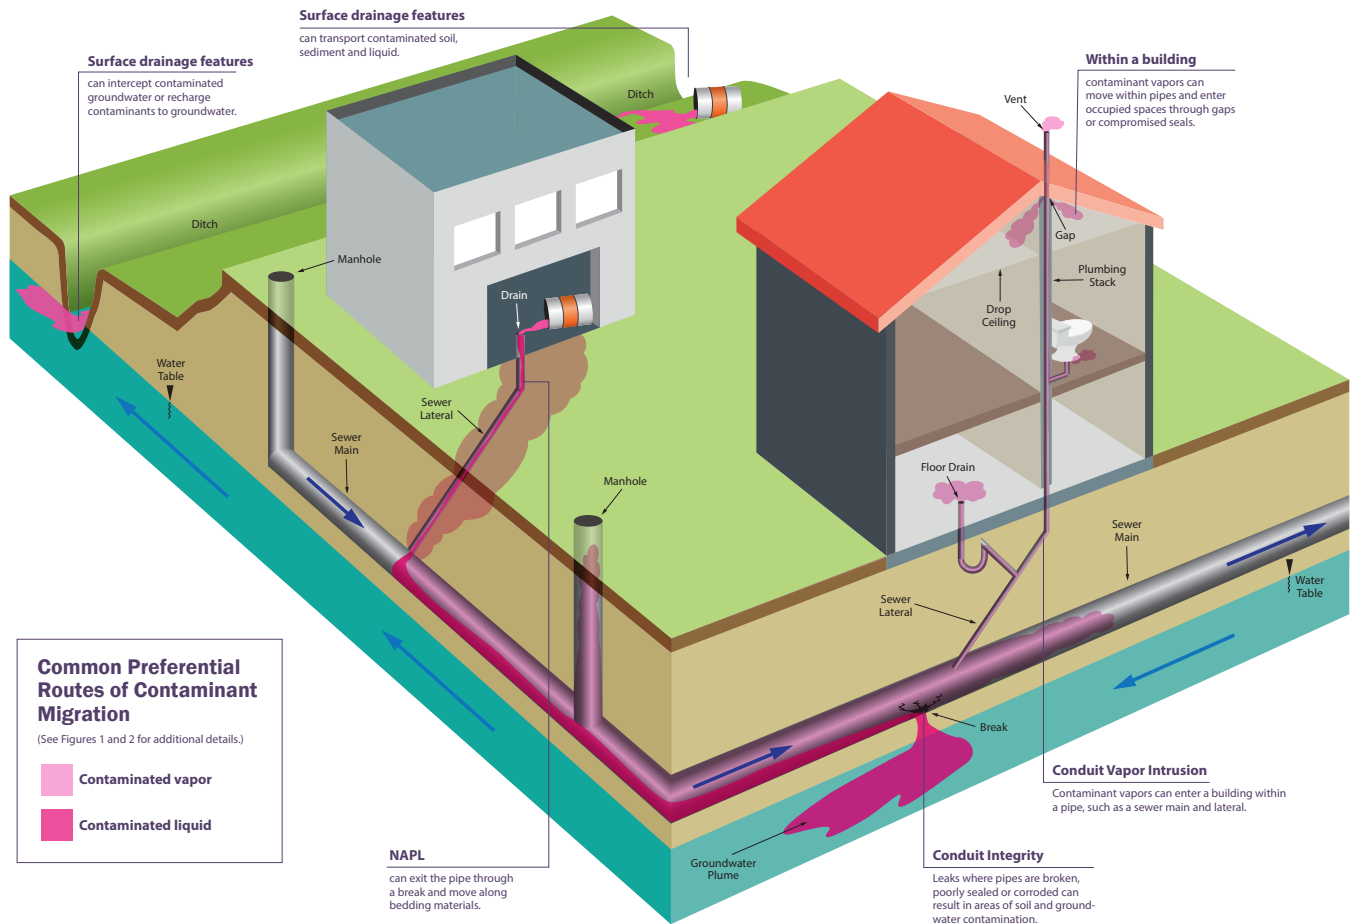 Surface drainage features
can transport contaminated soil,
sediment and liquid.
Surface drainage features
can intercept contaminated
groundwater or recharge
contaminants to groundwater.
Within a building
contaminant vapors can
move within pipes and enter
occupied spaces through gaps
or compromised seals.
Ditch
Vent
Ditch
Manhole
Gap
Plumbing
Stack
Drain
Drop
Ceiling
Water
Table
Sewer
Lateral
Sewer
Main
Floor Drain
Manhole
Sewer
Main
Water
Table
Sewer
Lateral
Common Preferential
Routes of Contaminant
Migration
(See Figures 1 and 2 for additional details.)
Contaminated vapor
Contaminated liquid
Break
Conduit Vapor Intrusion
Contaminant vapors can enter a building within
a pipe, such as a sewer main and lateral.
Groundwater
Plume
NAPL
can exit the pipe through
a break and move along
bedding materials.
Conduit Integrity
Leaks where pipes are broken,
poorly sealed or corroded can
result in areas of soil and ground-
water contamination.